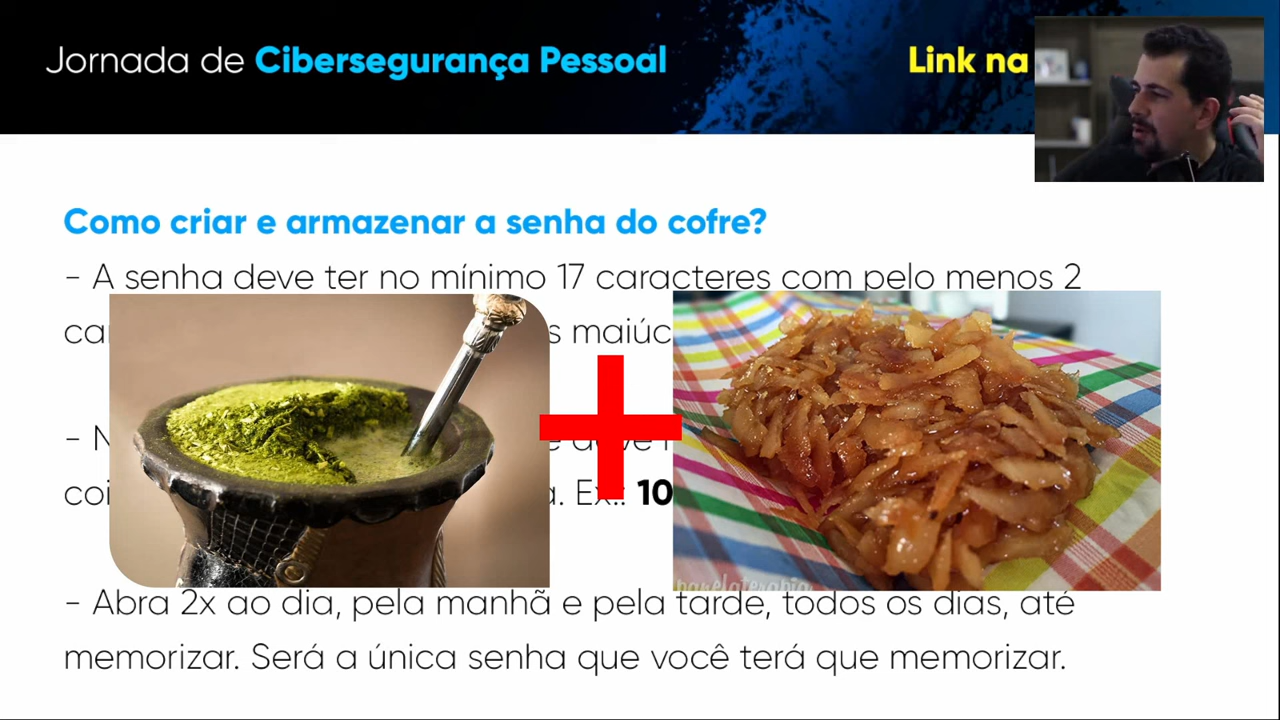 Jornada de Cibersegurança Pessoal Link na
Como criar e armazenar a senha do cofre?
- A senha deve ter no mínimo 17 caracteres com pelo menos 2
s maiúc
- N
coi a. Ex.: 10
panelaterapia
- Abra 2x ao dia, pela manhã e pela tarde, todos os dias, até
memorizar. Será a única senha que você terá que memorizar.